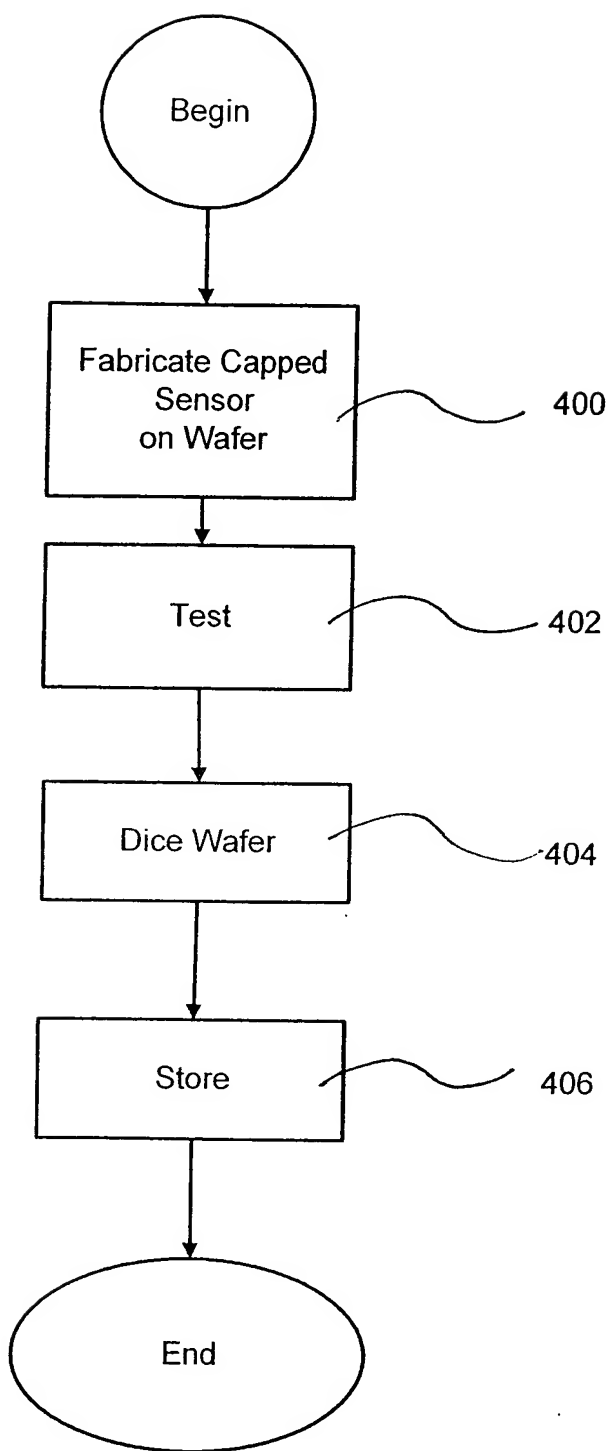 Begin
Fabricate Capped
Sensor
on Wafer
400
Test
402
Dice Wafer
404
Store
406
End